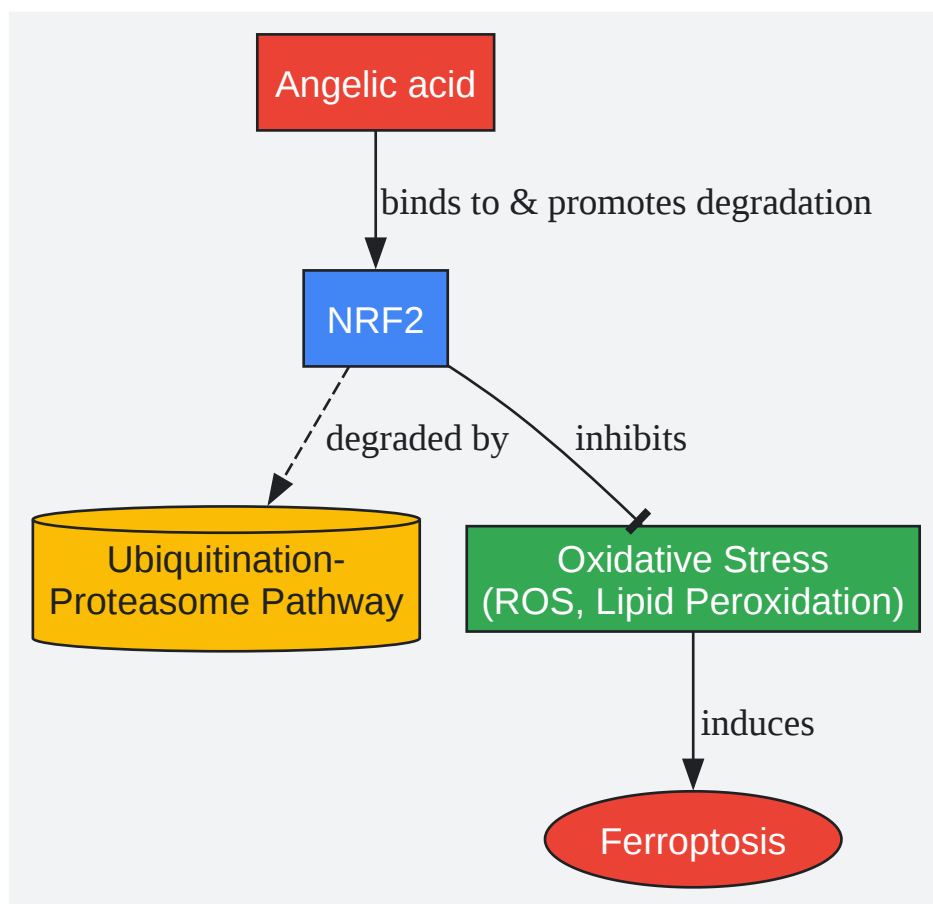 Angelic acid
binds to & promotes degradation
NRF2
degraded by
inhibits
Ubiquitination-
Proteasome Pathway
Oxidative Stress
(ROS, Lipid Peroxidation)
induces
Ferroptosis